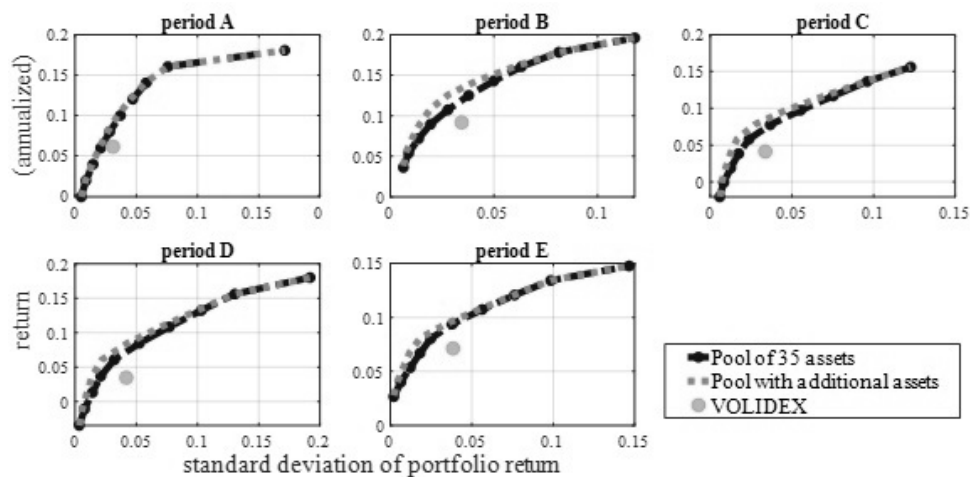 period A
period B
period C
0.2
0.15
0.1
0.05
0
0 0.05 0.1 0.15 0
0.2
0.15
0.1
0.05
0
0 0.05 0.1
0.2
0.15
0.1
0.05
0
0 0.05 0.1 0.15
(annualized)
period D
period E
0.2
0.15
0.1
0.05
0
0 0.05 0.1 0.15 0.2
0.15
0.1
0.05
0
0 0.05 0.1 0.15
return
standard deviation of portfolio return
Pool of 35 assets
Pool with additional assets
VOLIDEX